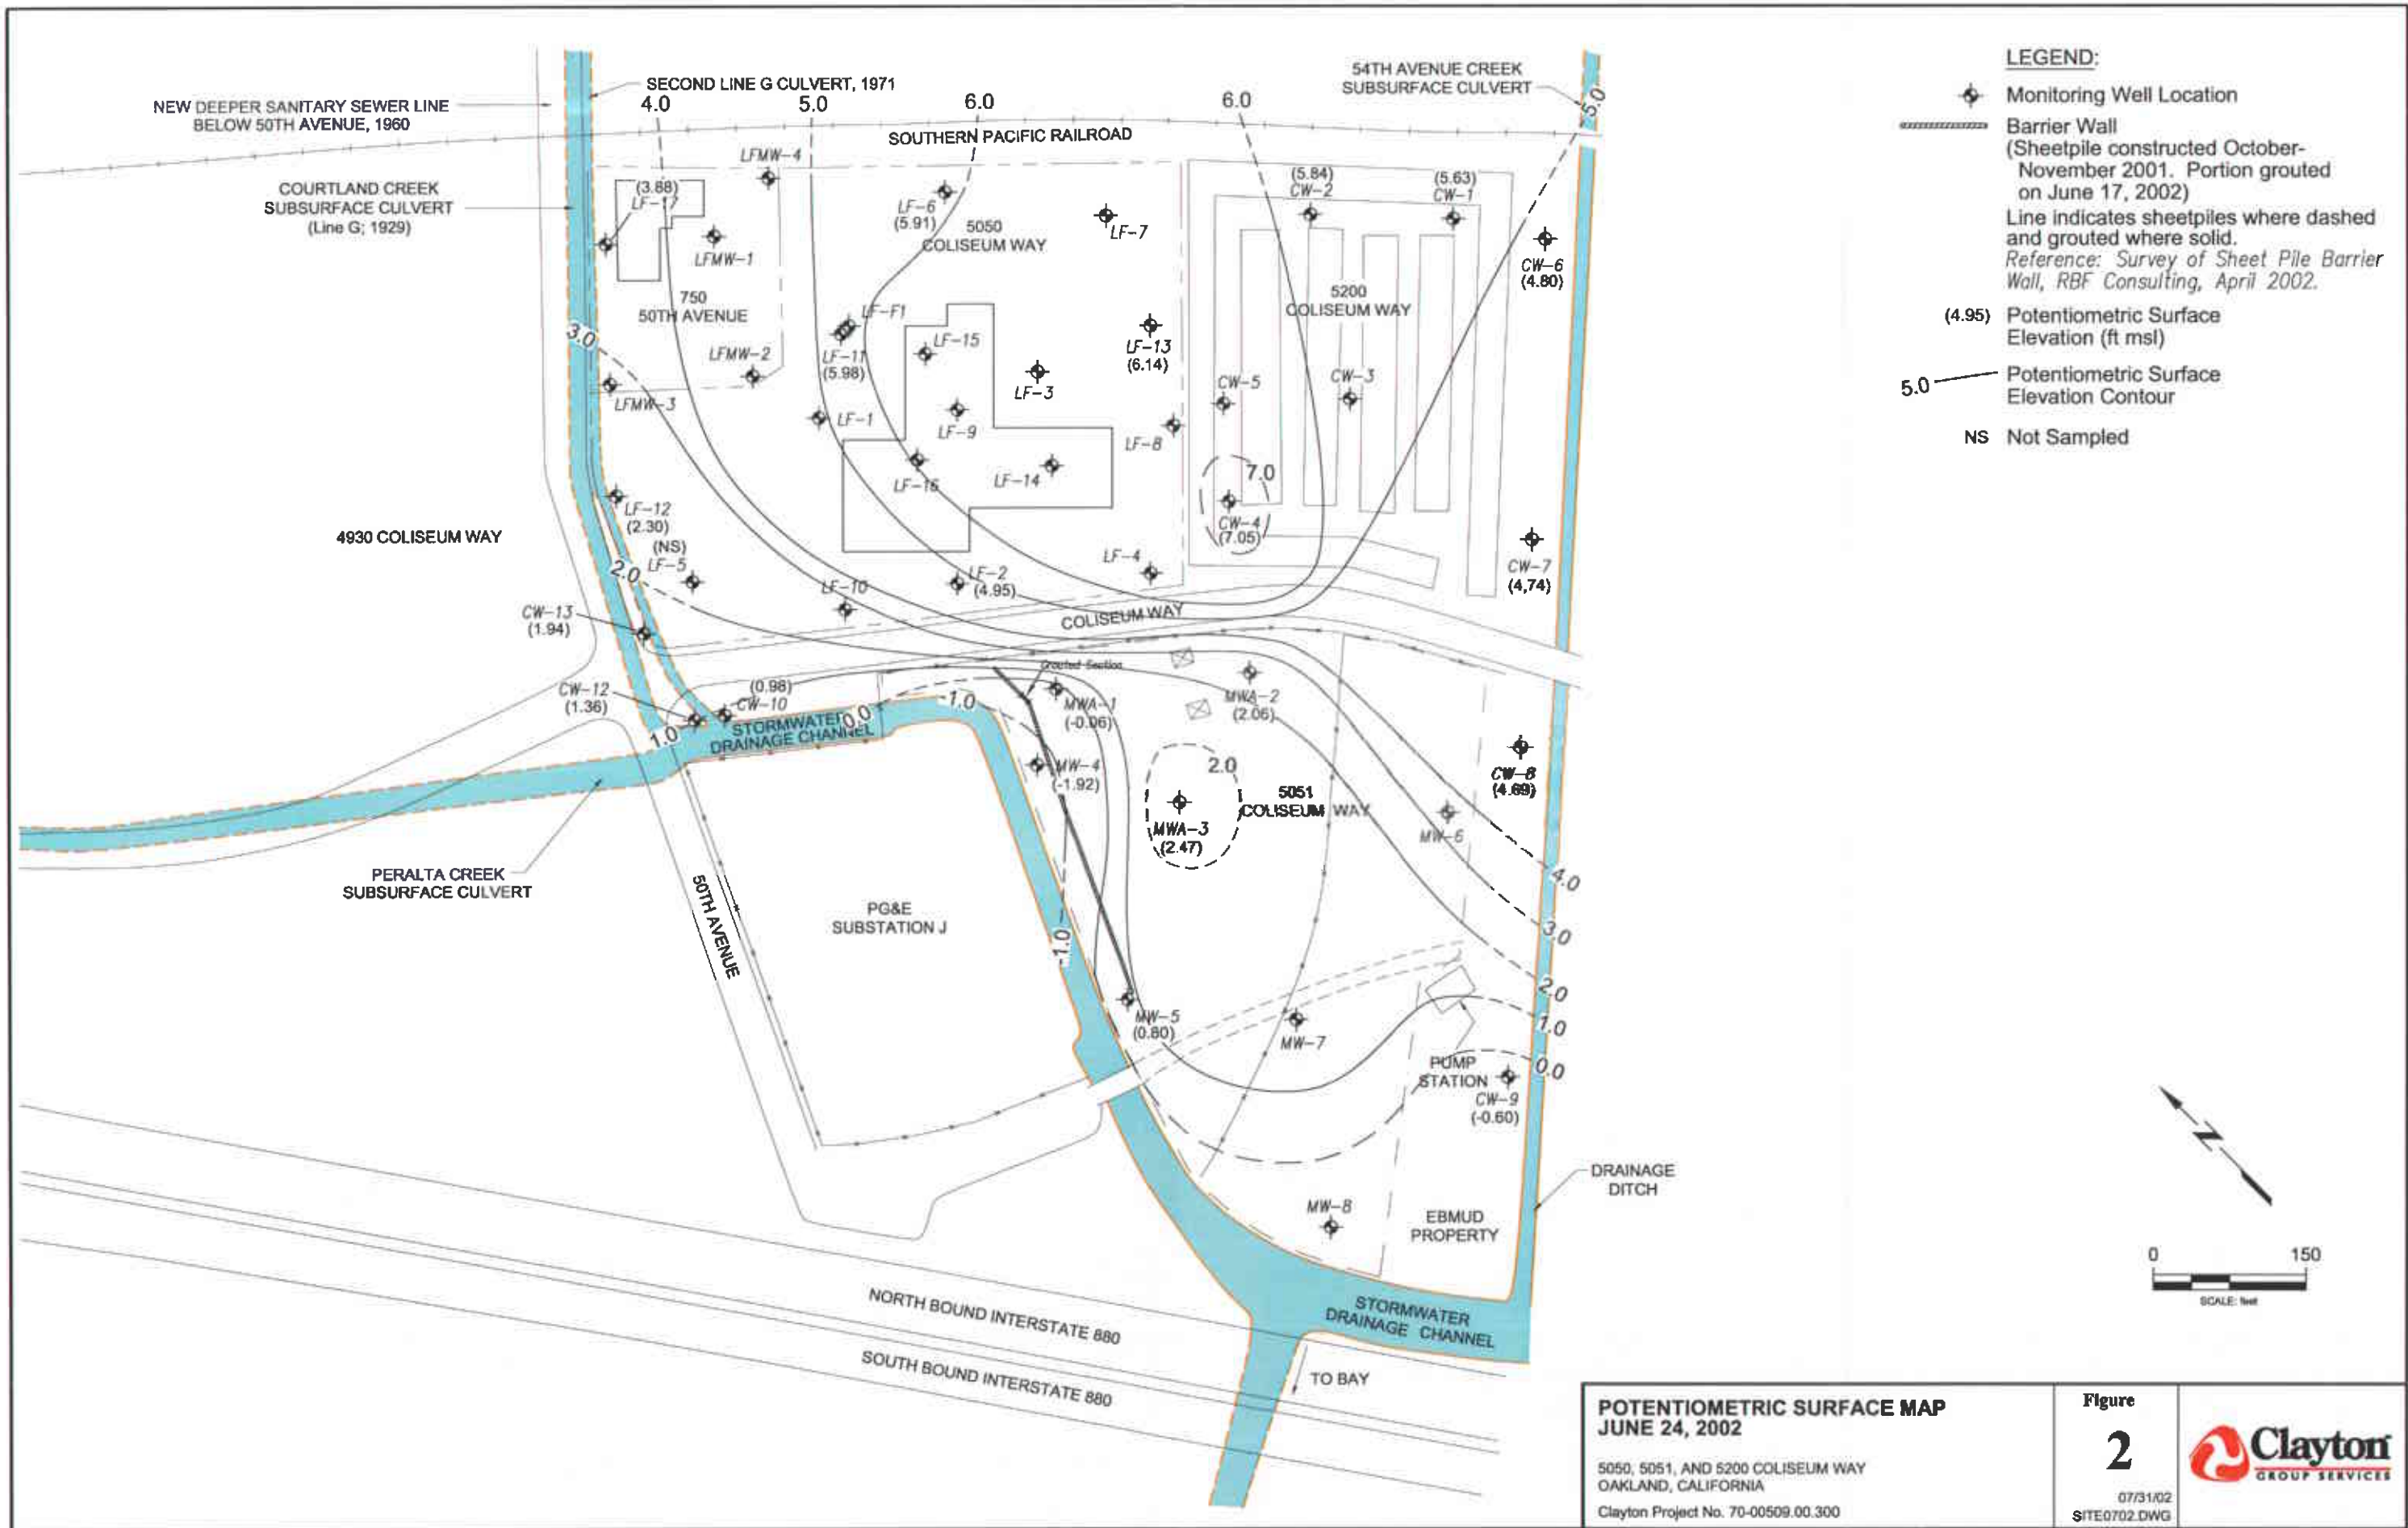 SECOND LINE G CULVERT, 1971
NEW DEEPER SANITARY SEWER LINE
BELOW 50TH AVENUE, 1960
4.0
5.0
6.0
6.0
54TH AVENUE CREEK
SUBSURFACE CULVERT
5.0
SOUTHERN PACIFIC RAILROAD
COURTLAND CREEK
SUBSURFACE CULVERT
(Line G; 1929)
LFMW-4
(3.88)
LF-17
LFMW-1
750
50TH AVENUE
LFMW-2
LFMW-3
3.0
LF-6
(5.91)
5050
COLISEUM WAY
LF-7
LF-F1
LF-11
(5.98)
LF-15
LF-3
LF-13
(6.14)
LF-1
LF-9
LF-8
LF-16
LF-14
(5.84)
CW-2
(5.63)
CW-1
CW-6
(4.80)
5200
COLISEUM WAY
CW-5
CW-3
7.0
CW-4
(7.05)
CW-7
(4,74)
4930 COLISEUM WAY
LF-12
(2.30)
(NS)
LF-5
2.0
LF-10
LF-2
(4.95)
LF-4
COLISEUM WAY
CW-13
(1.94)
CW-12
(1.36)
(0.98)
CW-10
1.0
STORMWATER
DRAINAGE CHANNEL
0.0
-1.0
Grouted Section
MWA-1
(-0.06)
MW-4
(-1.92)
MWA-2
(2.06)
2.0
MWA-3
(2.47)
5051
COLISEUM WAY
CW-8
(4.69)
MW-6
PERALTA CREEK
SUBSURFACE CULVERT
50TH AVENUE
PG&E
SUBSTATION J
-1.0
4.0
3.0
2.0
1.0
0.0
MW-5
(0.80)
MW-7
PUMP
STATION
CW-9
(-0.60)
MW-8
EBMUD
PROPERTY
DRAINAGE
DITCH
STORMWATER
DRAINAGE CHANNEL
NORTH BOUND INTERSTATE 880
SOUTH BOUND INTERSTATE 880
TO BAY
LEGEND:
Monitoring Well Location
Barrier Wall
(Sheetpile constructed October-
November 2001. Portion grouted
on June 17, 2002)
Line indicates sheetpiles where dashed
and grouted where solid.
Reference: Survey of Sheet Pile Barrier
Wall, RBF Consulting, April 2002.
(4.95) Potentiometric Surface
Elevation (ft msl)
5.0 Potentiometric Surface
Elevation Contour
NS Not Sampled
N
0 150
SCALE: feet
POTENTIOMETRIC SURFACE MAP
JUNE 24, 2002
5050, 5051, AND 5200 COLISEUM WAY
OAKLAND, CALIFORNIA
Clayton Project No. 70-00509.00.300
Figure
2
07/31/02
SITE0702.DWG
Clayton
GROUP SERVICES